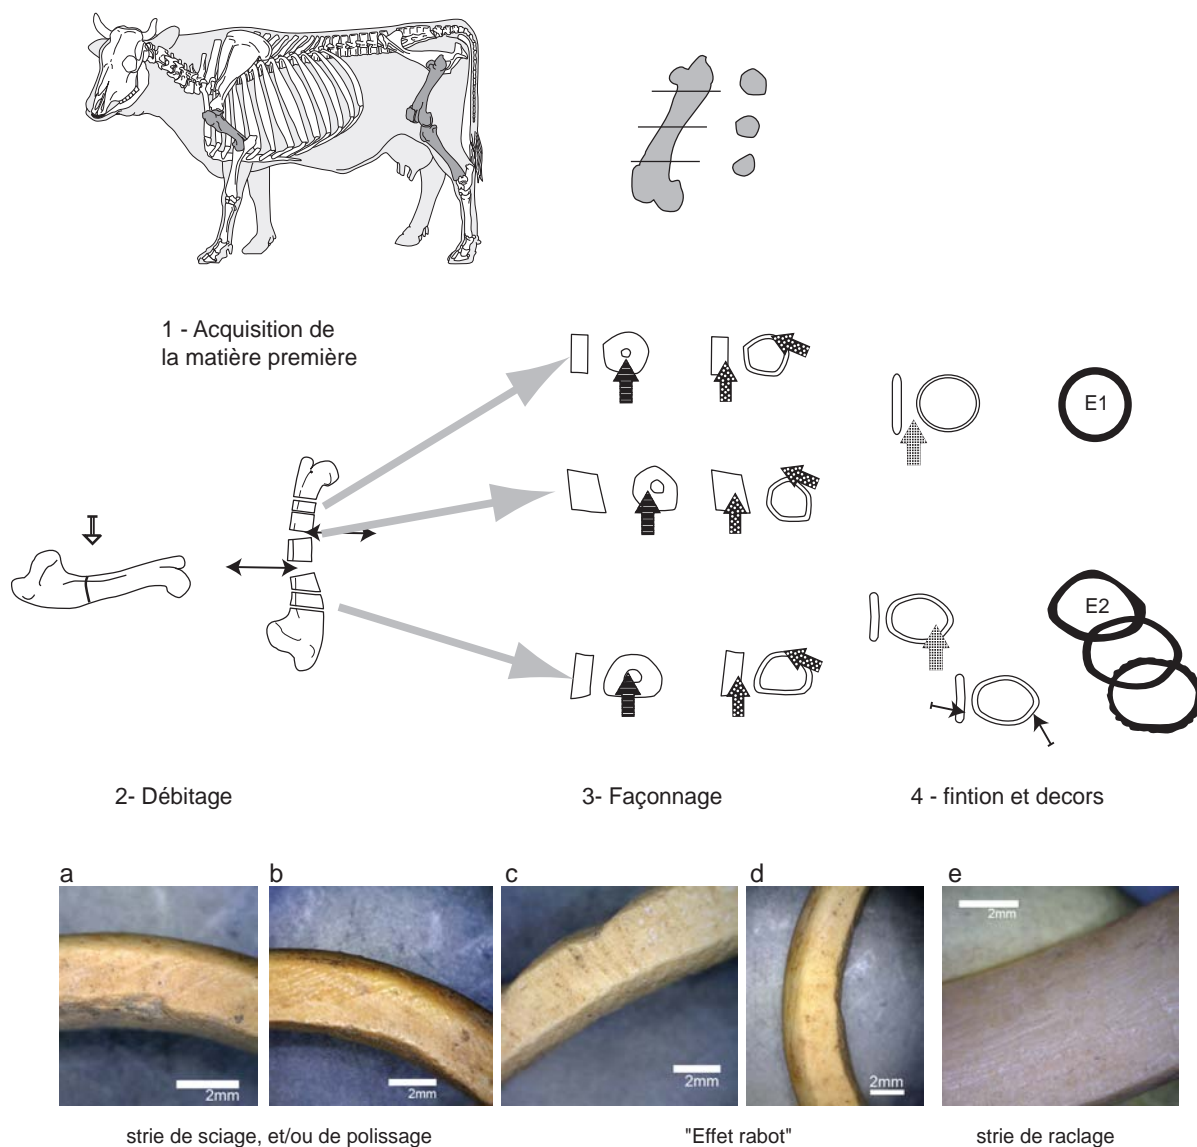 1 - Acquisition de
la matière première
E1
E2
2- Débitage
3- Façonnage
4 - fintion et decors
a
b
c
d
e
2mm
2mm
2mm
2mm
2mm
strie de sciage, et/ou de polissage
"Effet rabot"
strie de raclage